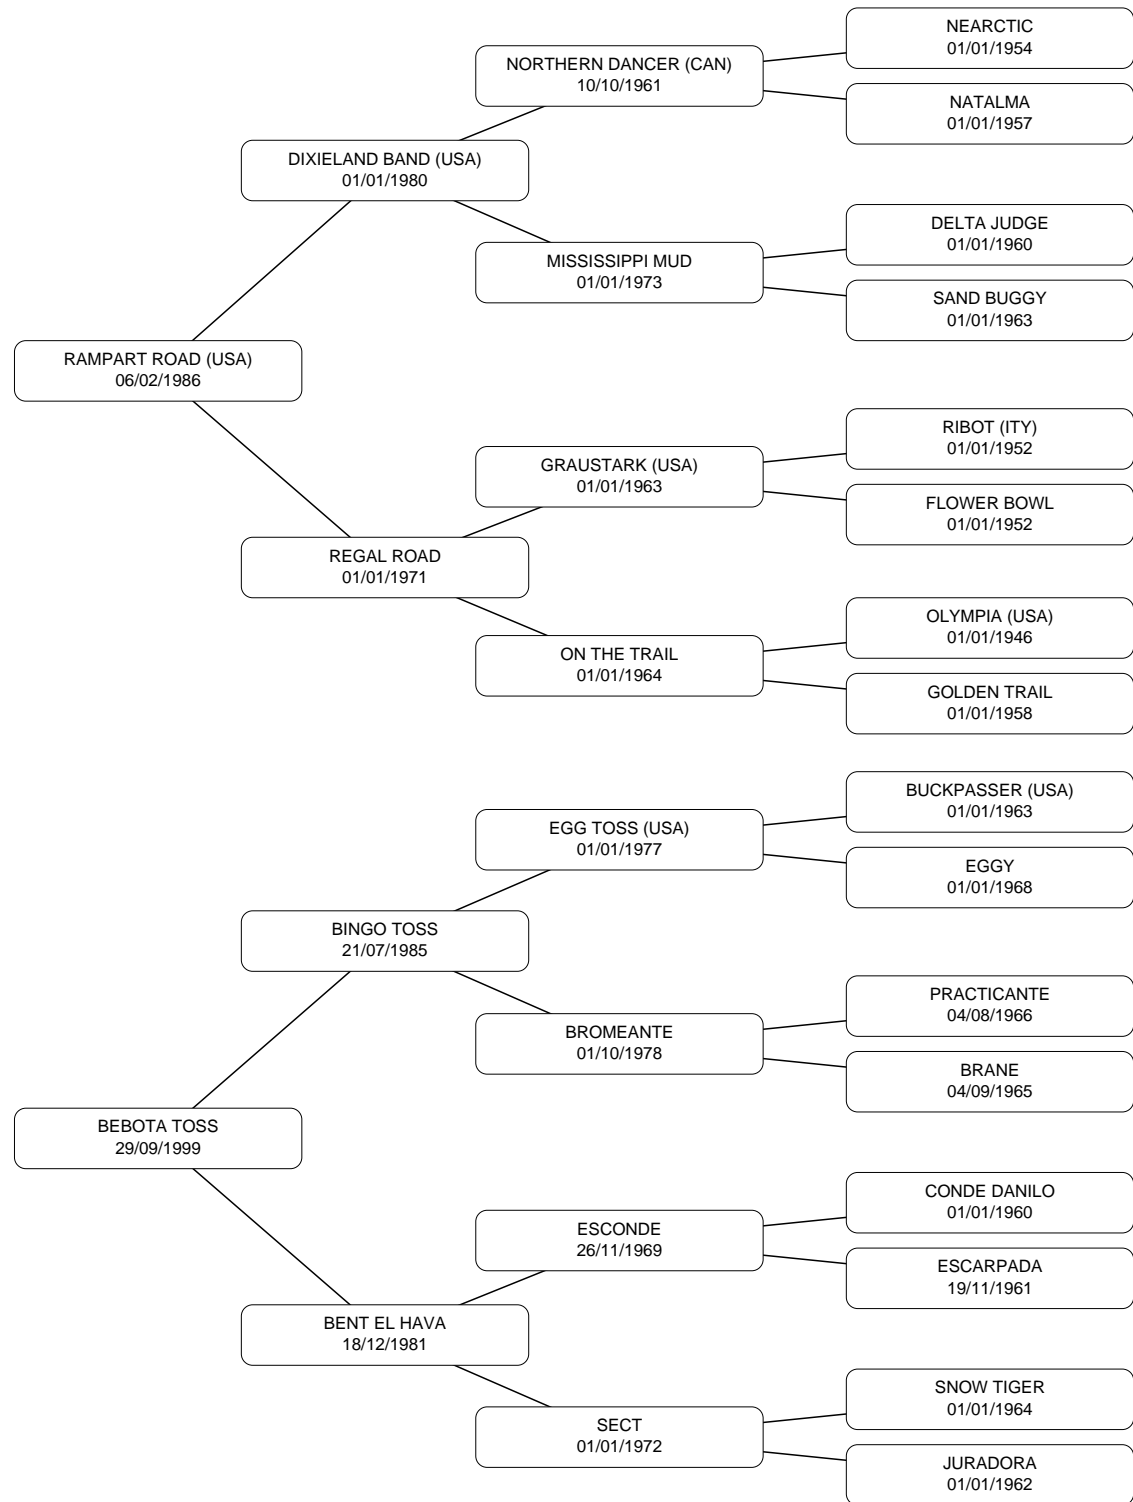 NEARCTIC
01/01/1954
NORTHERN DANCER (CAN)
10/10/1961
NATALMA
01/01/1957
DIXIELAND BAND (USA)
01/01/1980
DELTA JUDGE
01/01/1960
MISSISSIPPI MUD
01/01/1973
SAND BUGGY
01/01/1963
RAMPART ROAD (USA)
06/02/1986
RIBOT (ITY)
01/01/1952
GRAUSTARK (USA)
01/01/1963
FLOWER BOWL
01/01/1952
REGAL ROAD
01/01/1971
OLYMPIA (USA)
01/01/1946
ON THE TRAIL
01/01/1964
GOLDEN TRAIL
01/01/1958
BUCKPASSER (USA)
01/01/1963
EGG TOSS (USA)
01/01/1977
EGGY
01/01/1968
BINGO TOSS
21/07/1985
PRACTICANTE
04/08/1966
BROMEANTE
01/10/1978
BRANE
04/09/1965
BEBOTA TOSS
29/09/1999
CONDE DANILO
01/01/1960
ESCONDE
26/11/1969
ESCARPADA
19/11/1961
BENT EL HAVA
18/12/1981
SNOW TIGER
01/01/1964
SECT
01/01/1972
JURADORA
01/01/1962